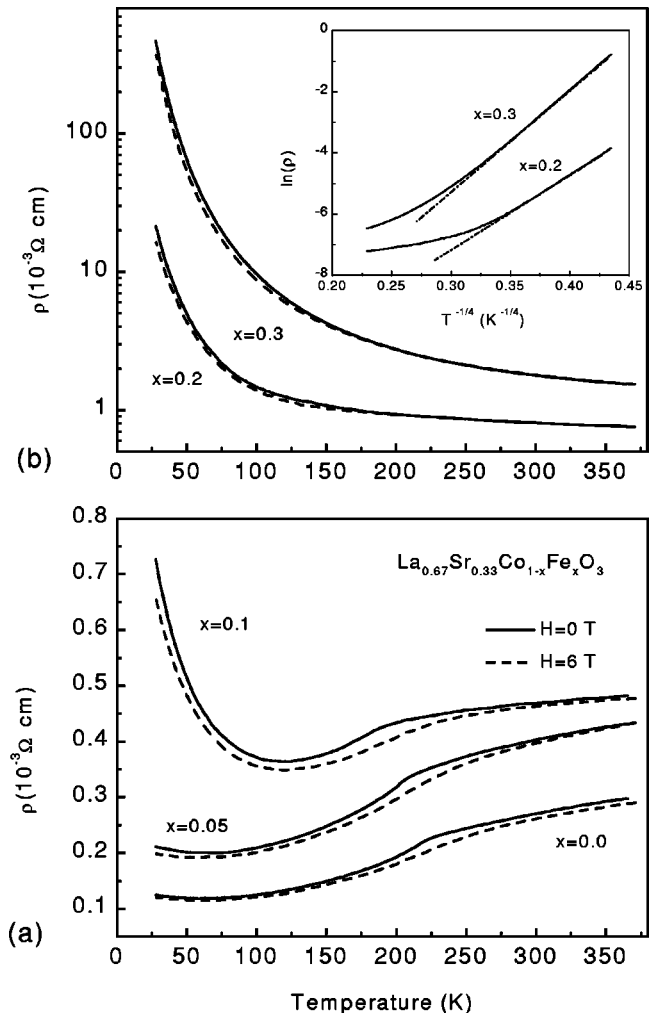 100
10
1
ρ(10⁻³Ω cm)
x=0.3
x=0.2
0
-2
-4
-6
-8
ln(ρ)
x=0.3
x=0.2
0.20 0.25 0.30 0.35 0.40 0.45
T⁻¹/⁴ (K⁻¹/⁴)
(b)
0 50 100 150 200 250 300 350
0.8
0.7
0.6
0.5
0.4
0.3
0.2
0.1
ρ(10⁻³Ω cm)
La₀.₆₇Sr₀.₃₃Co₁₋ₓFeₓO₃
H=0 T
H=6 T
x=0.1
x=0.05
x=0.0
(a)
0 50 100 150 200 250 300 350
Temperature (K)